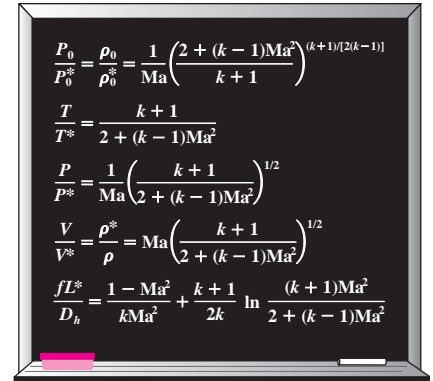 P₀/P₀* = ρ₀/ρ₀* = 1/Ma ((2 + (k − 1)Ma²)/(k + 1))^((k+1)/[2(k−1)])
T/T* = (k + 1)/(2 + (k − 1)Ma²)
P/P* = 1/Ma ((k + 1)/(2 + (k − 1)Ma²))^(1/2)
V/V* = ρ*/ρ = Ma ((k + 1)/(2 + (k − 1)Ma²))^(1/2)
fL*/Dₕ = (1 − Ma²)/(kMa²) + (k + 1)/(2k) ln ((k + 1)Ma²)/(2 + (k − 1)Ma²)